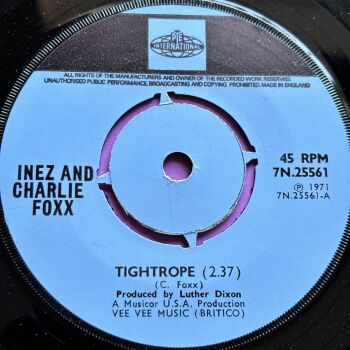 PYE
INTERNATIONAL
ALL RIGHTS OF THE MANUFACTURERS AND OWNER OF THE RECORDED WORK RESERVED.
UNAUTHORISED PUBLIC PERFORMANCE, BROADCASTING AND COPYING PROHIBITED. MADE IN ENGLAND
INEZ AND
CHARLIE
FOXX
45 RPM
7N.25561
Ⓟ 1971
7N.25561-A
TIGHTROPE (2.37)
(C. Foxx)
Produced by Luther Dixon
A Musicor U.S.A. Production
VEE VEE MUSIC (BRITICO)